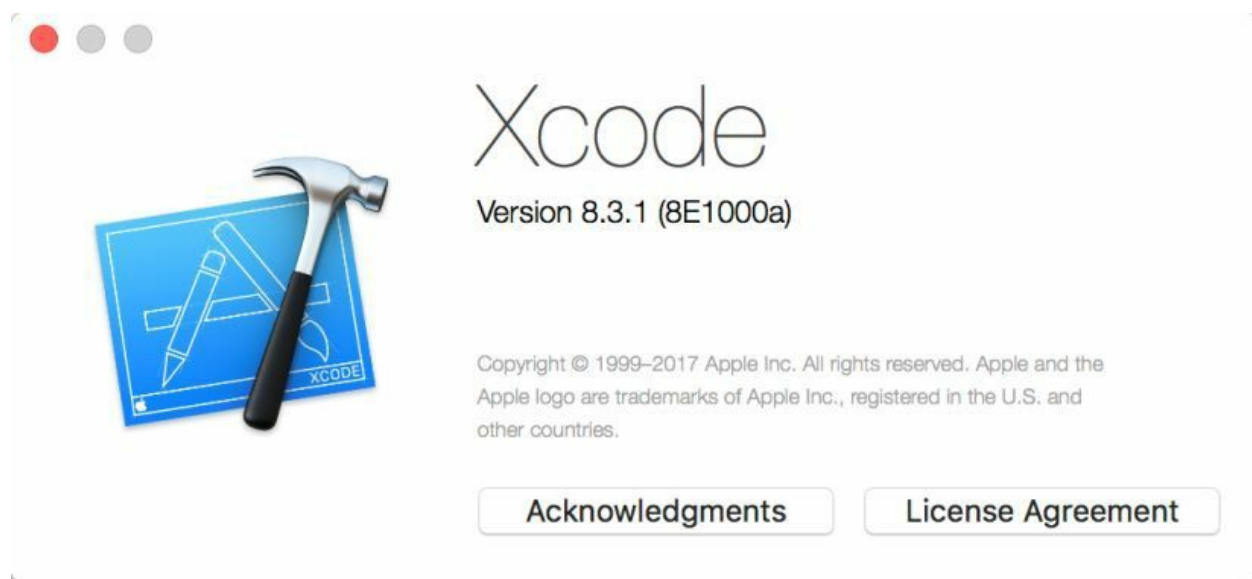 Xcode
Version 8.3.1 (8E1000a)
XCODE
Copyright © 1999–2017 Apple Inc. All rights reserved. Apple and the
Apple logo are trademarks of Apple Inc., registered in the U.S. and
other countries.
Acknowledgments
License Agreement